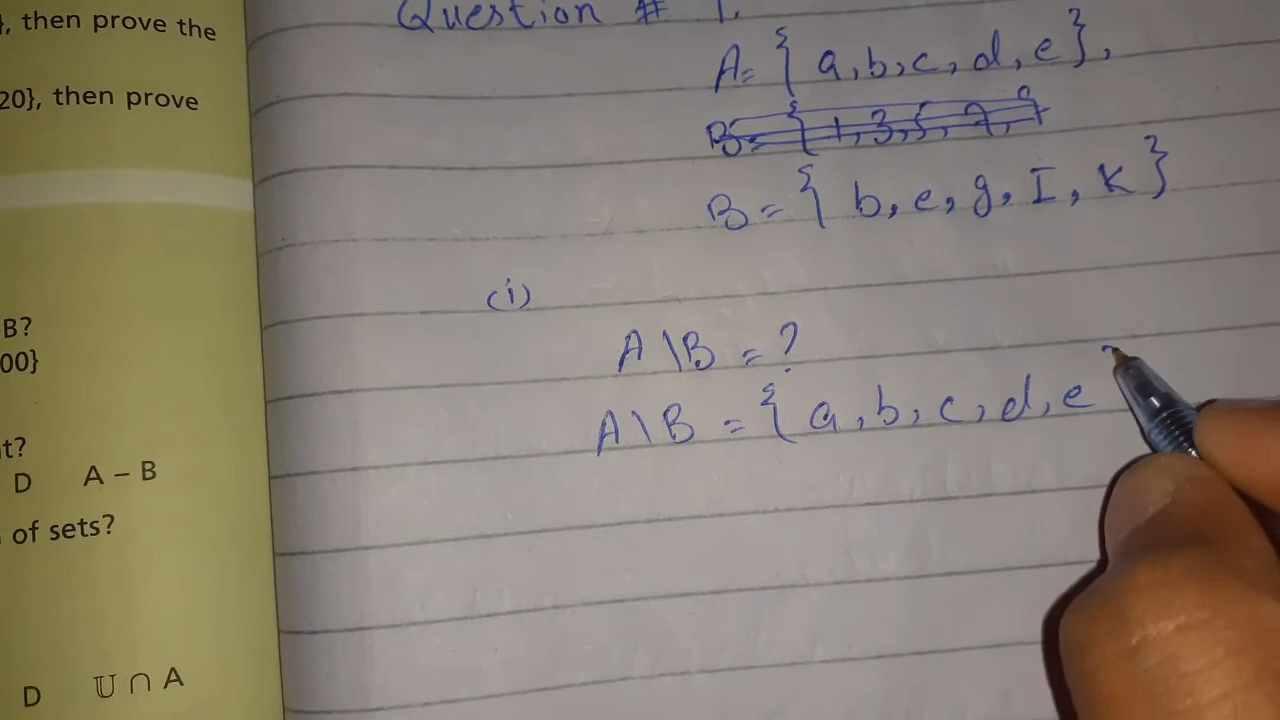 }, then prove the
20}, then prove
B?
00}
t?
D A – B
of sets?
D 𝕌 ∩ A
Question # 1.
A = { a, b, c, d, e },
B = { 1, 3, 5, 7, 9
B = { b, e, g, I, K }
(i)
A \ B = ?
A \ B = { a, b, c, d, e